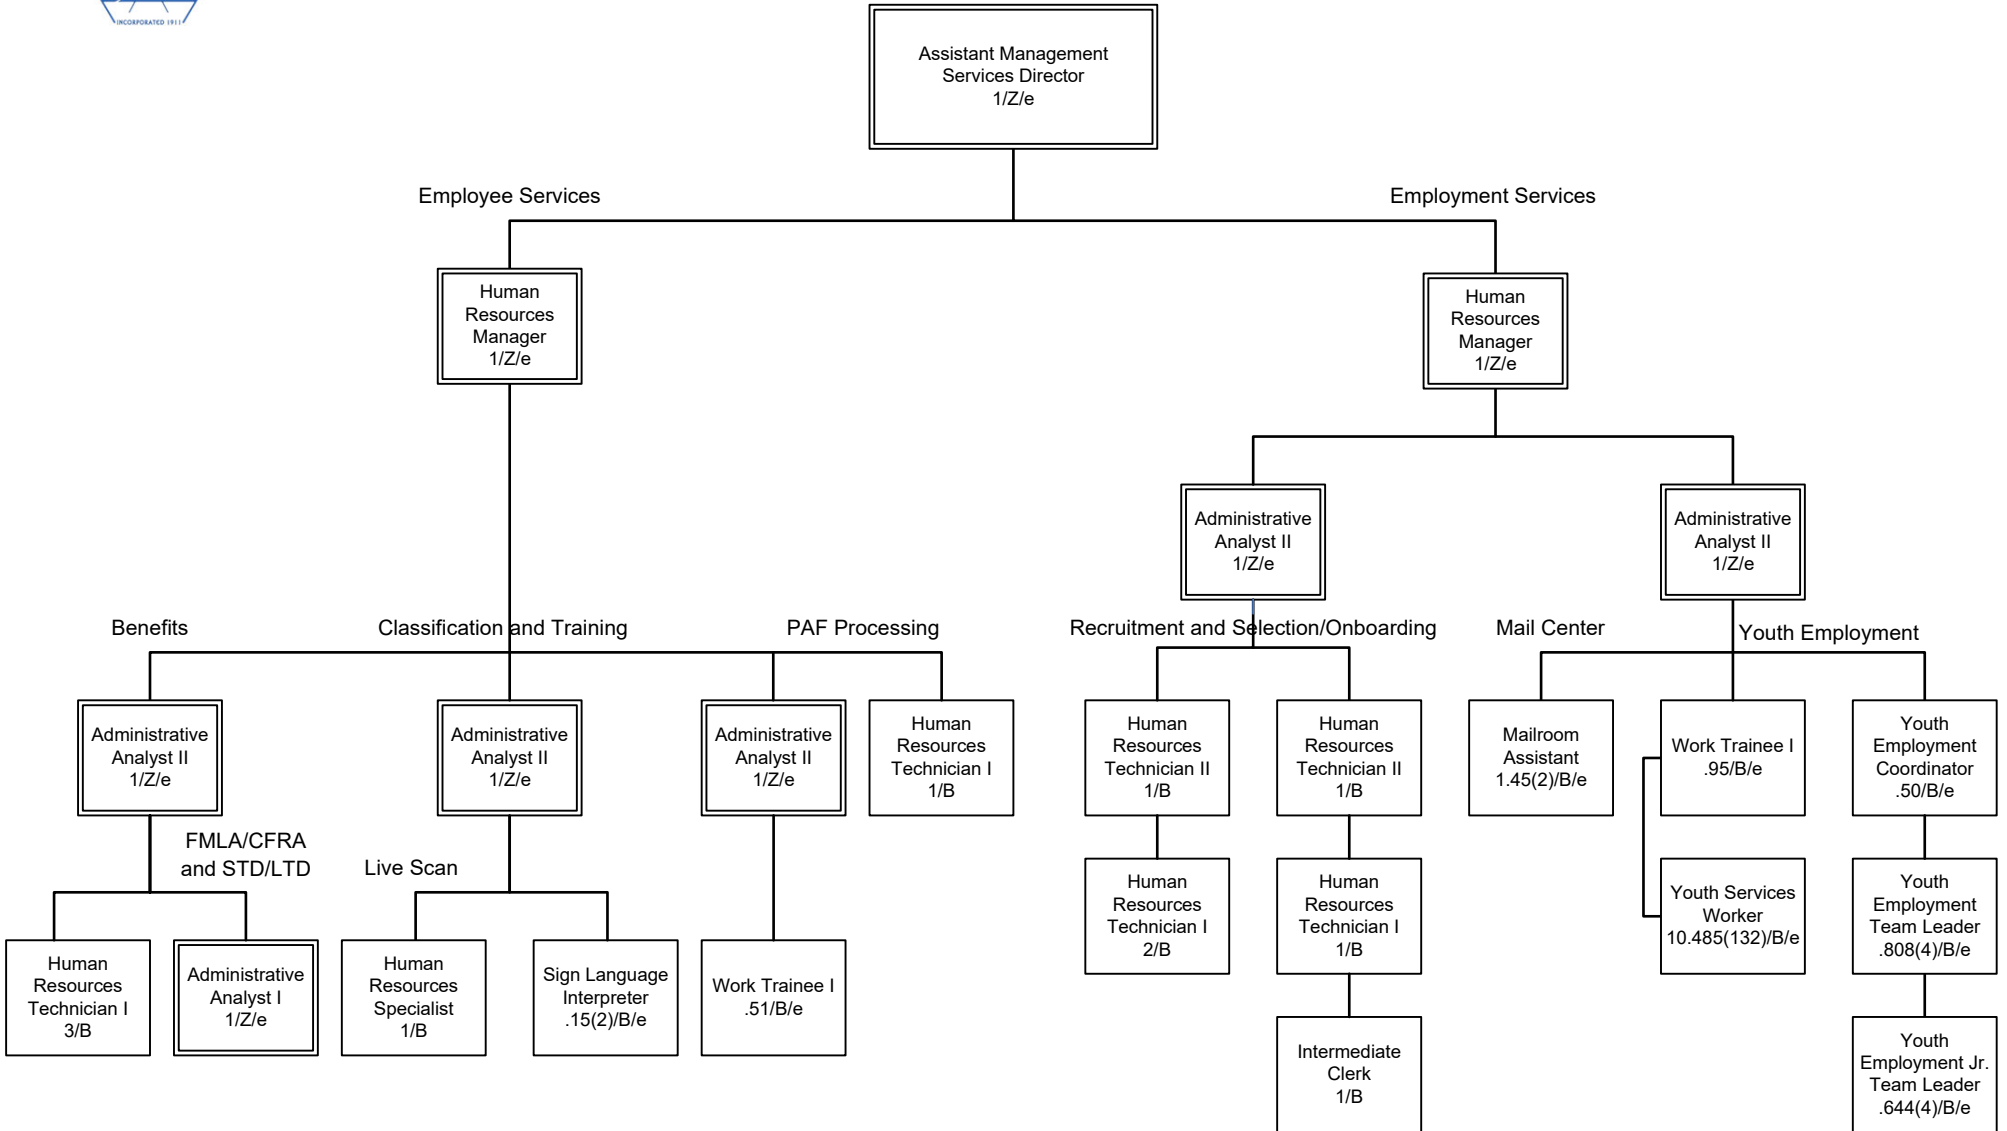 INCORPORATED 1911
Assistant Management
Services Director
1/Z/e
Employee Services
Employment Services
Human
Resources
Manager
1/Z/e
Human
Resources
Manager
1/Z/e
Administrative
Analyst II
1/Z/e
Administrative
Analyst II
1/Z/e
Benefits
Classification and Training
PAF Processing
Recruitment and Selection/Onboarding
Mail Center
Youth Employment
Administrative
Analyst II
1/Z/e
Administrative
Analyst II
1/Z/e
Administrative
Analyst II
1/Z/e
Human
Resources
Technician I
1/B
Human
Resources
Technician II
1/B
Human
Resources
Technician II
1/B
Mailroom
Assistant
1.45(2)/B/e
Work Trainee I
.95/B/e
Youth
Employment
Coordinator
.50/B/e
FMLA/CFRA
and STD/LTD
Live Scan
Human
Resources
Technician I
2/B
Human
Resources
Technician I
1/B
Youth Services
Worker
10.485(132)/B/e
Youth
Employment
Team Leader
.808(4)/B/e
Human
Resources
Technician I
3/B
Administrative
Analyst I
1/Z/e
Human
Resources
Specialist
1/B
Sign Language
Interpreter
.15(2)/B/e
Work Trainee I
.51/B/e
Intermediate
Clerk
1/B
Youth
Employment Jr.
Team Leader
.644(4)/B/e